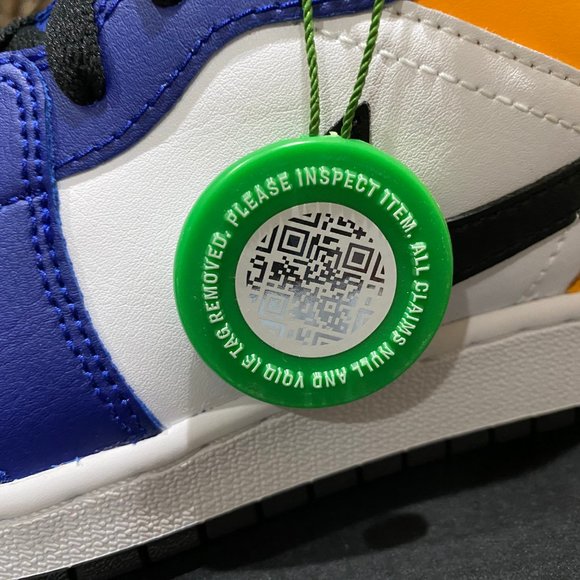 PLEASE INSPECT ITEM. ALL CLAIMS NULL AND VOID IF TAG REMOVED.